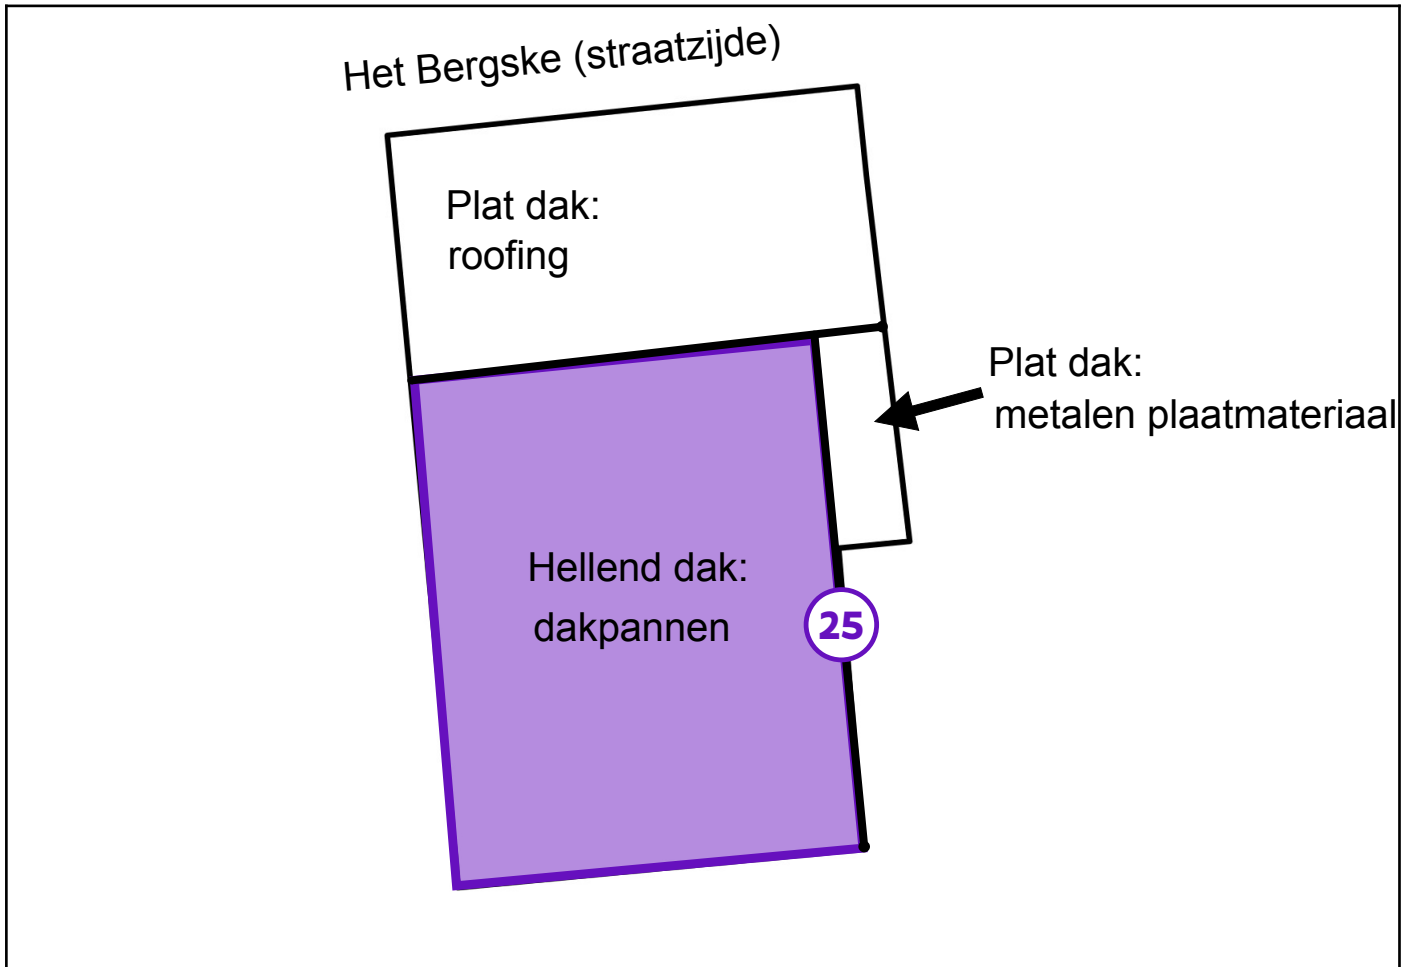 Het Bergske (straatzijde)
Plat dak:
roofing
Plat dak:
metalen plaatmateriaal
Hellend dak:
dakpannen
25